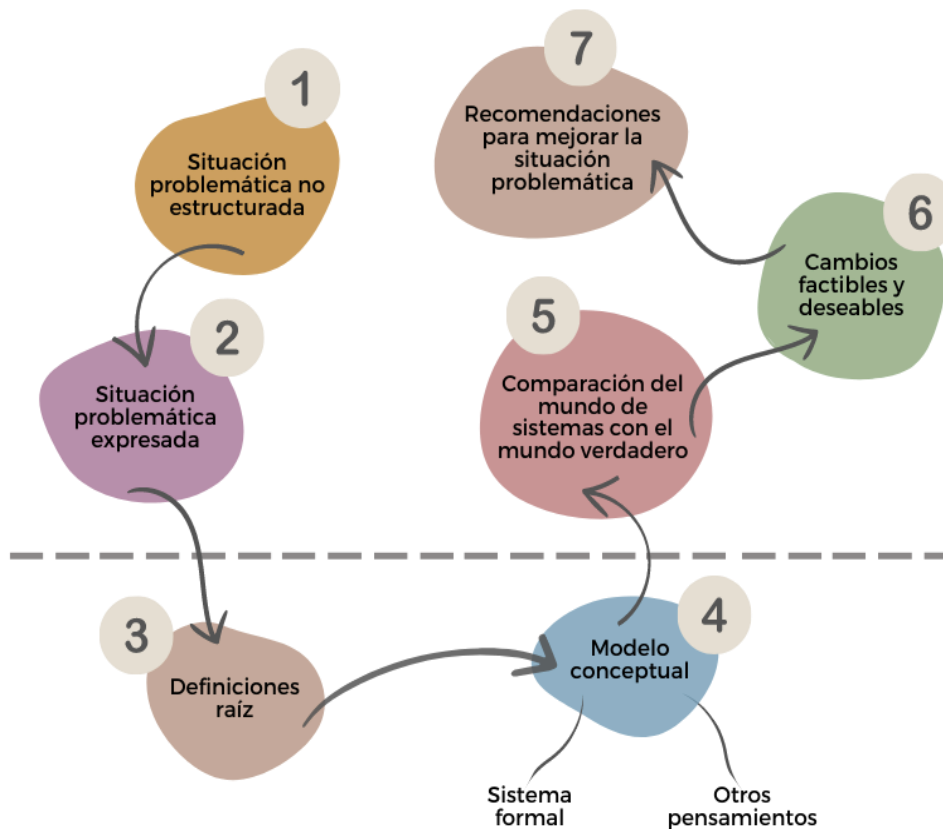 1
Situación
problemática no
estructurada
2
Situación
problemática
expresada
3
Definiciones
raíz
4
Modelo
conceptual
Sistema
formal
Otros
pensamientos
5
Comparación del
mundo de
sistemas con el
mundo verdadero
6
Cambios
factibles y
deseables
7
Recomendaciones
para mejorar la
situación
problemática